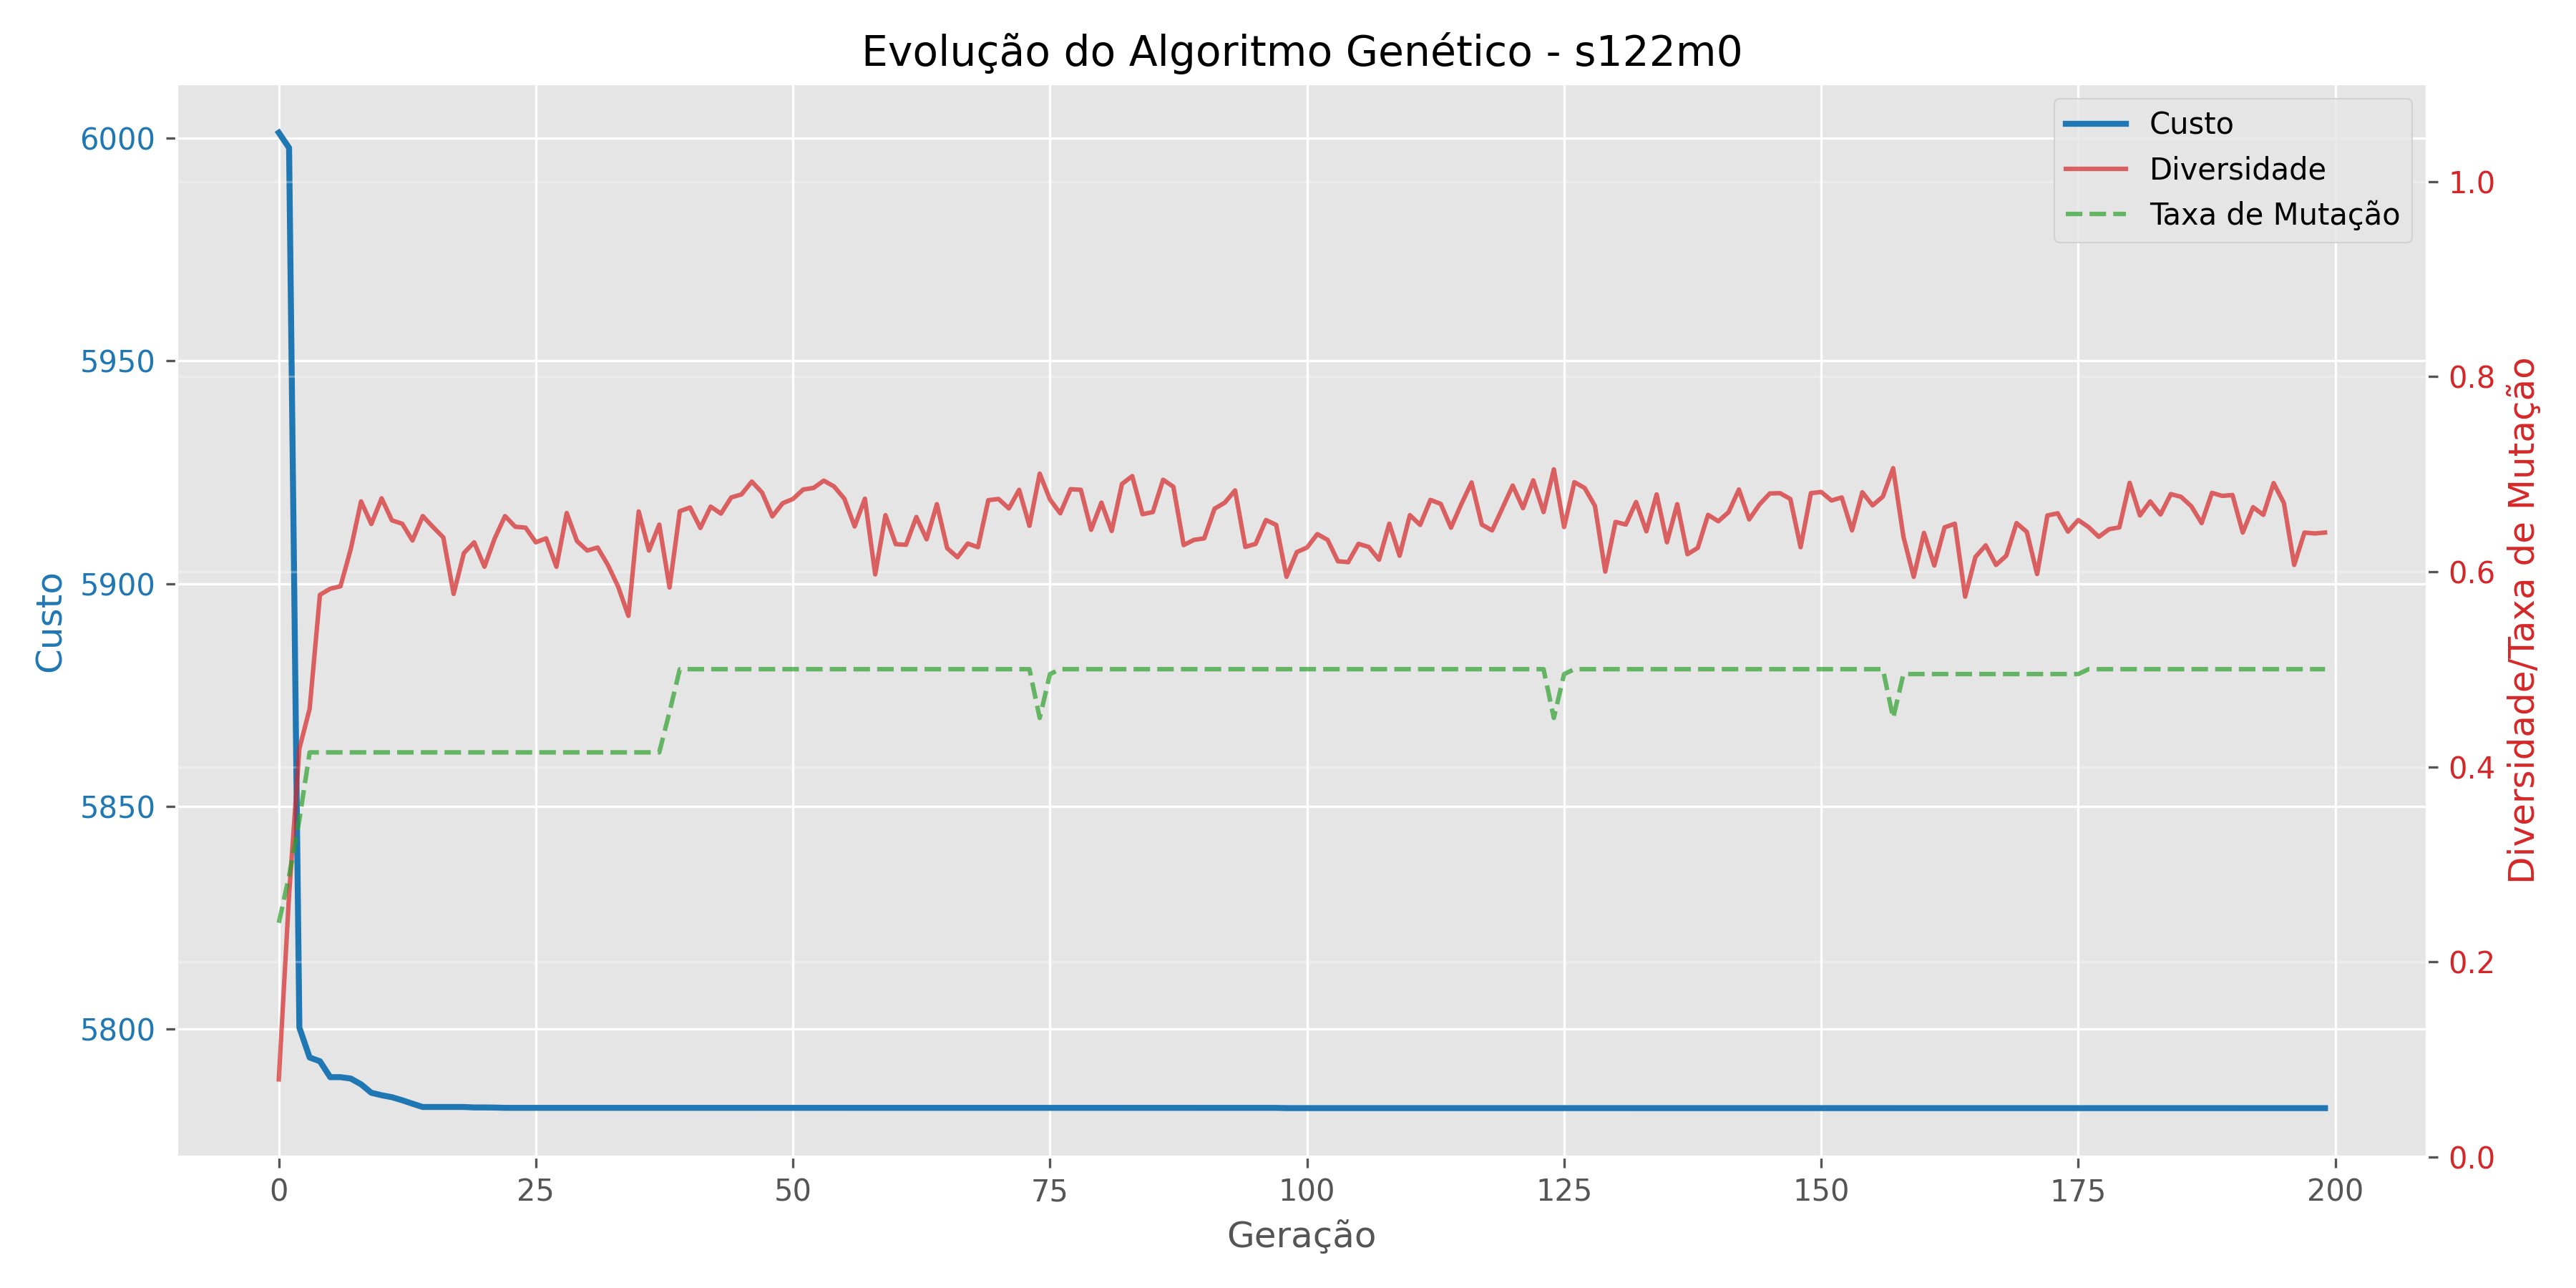 Evolução do Algoritmo Genético - s122m0
Custo
Diversidade
Taxa de Mutação
6000
5950
5900
5850
5800
Custo
1.0
0.8
0.6
0.4
0.2
0.0
Diversidade/Taxa de Mutação
0 25 50 75 100 125 150 175 200
Geração